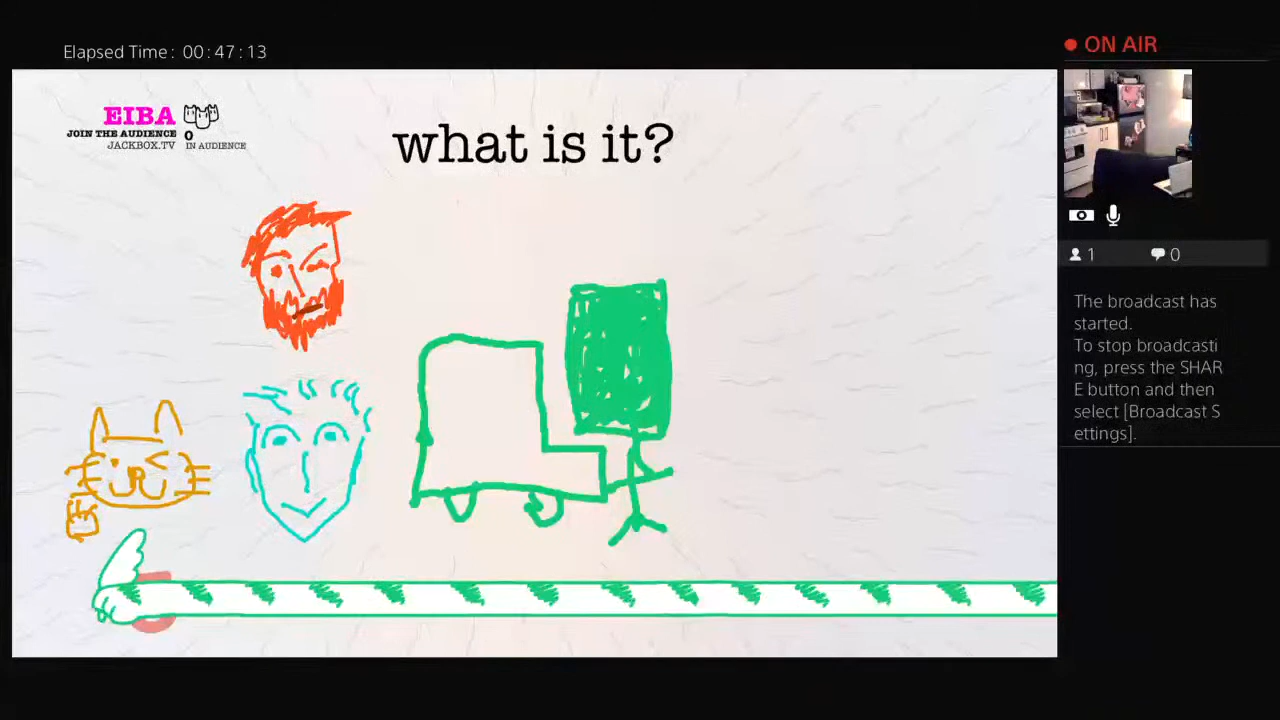 Elapsed Time: 00:47:13
ON AIR
EIBA
JOIN THE AUDIENCE
JACKBOX.TV
0
IN AUDIENCE
what is it?
1
0
The broadcast has
started.
To stop broadcasti
ng, press the SHAR
E button and then
select [Broadcast S
ettings].